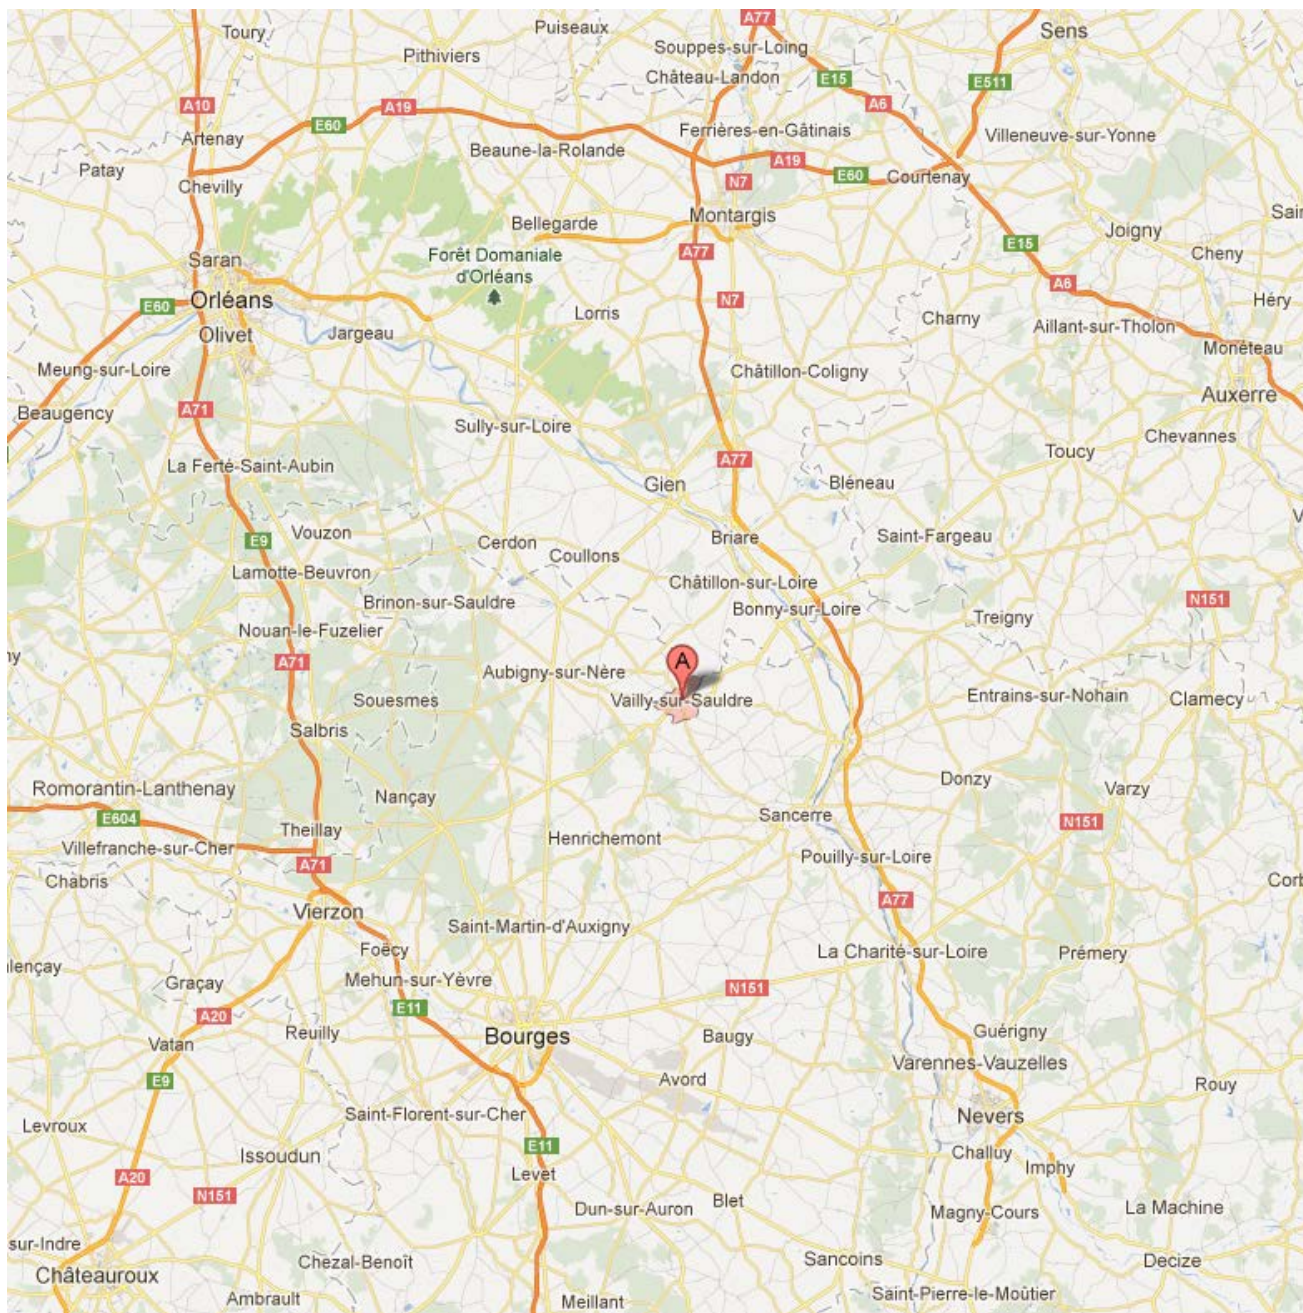 A77
Toury
Puiseaux
Sens
Pithiviers
Souppes-sur-Loing
Château-Landon
E15
E511
A10
A19
A6
E60
Artenay
Ferrières-en-Gâtinais
Villeneuve-sur-Yonne
Beaune-la-Rolande
A19
Patay
E60
Courtenay
Chevilly
N7
Montargis
Sain
Bellegarde
Joigny
E15
Cheny
A77
Forêt Domaniale
d'Orléans
Saran
A6
Orléans
E60
N7
Héry
Lorris
Charny
Aillant-sur-Tholon
Olivet
Jargeau
Monéteau
Meung-sur-Loire
Châtillon-Coligny
Auxerre
Beaugency
A71
Sully-sur-Loire
Chevannes
Toucy
A77
La Ferté-Saint-Aubin
Gien
Bléneau
Vouzon
V
E9
Cerdon
Briare
Saint-Fargeau
Coullons
Lamotte-Beuvron
Châtillon-sur-Loire
N151
Brinon-sur-Sauldre
Bonny-sur-Loire
Treigny
Nouan-le-Fuzelier
ny
A71
A
Aubigny-sur-Nère
Souesmes
Vailly-sur-Sauldre
Entrains-sur-Nohain
Clamecy
Salbris
Donzy
Romorantin-Lanthenay
Nançay
Varzy
E604
Sancerre
N151
Theillay
Henrichemont
Villefranche-sur-Cher
Pouilly-sur-Loire
A71
Chabris
Corb
A77
Vierzon
Saint-Martin-d'Auxigny
Foëcy
La Charité-sur-Loire
Prémery
alençay
Graçay
Mehun-sur-Yèvre
N151
E11
A20
Reuilly
Bourges
Baugy
Guérigny
Vatan
Varennes-Vauzelles
E9
Avord
Rouy
Saint-Florent-sur-Cher
Nevers
Levroux
E11
Challuy
Issoudun
Imphy
A20
Levet
N151
Blet
Dun-sur-Auron
Magny-Cours
La Machine
sur-Indre
Chezal-Benoît
Sancoins
Decize
Châteauroux
Saint-Pierre-le-Moûtier
Ambrault
Meillant